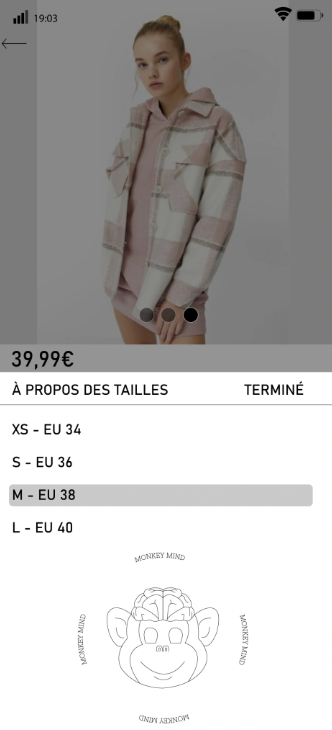 19:03
39,99€
À PROPOS DES TAILLES TERMINÉ
XS - EU 34
S - EU 36
M - EU 38
L - EU 40
MONKEY MIND
MONKEY MIND
MONKEY MIND
MONKEY MIND